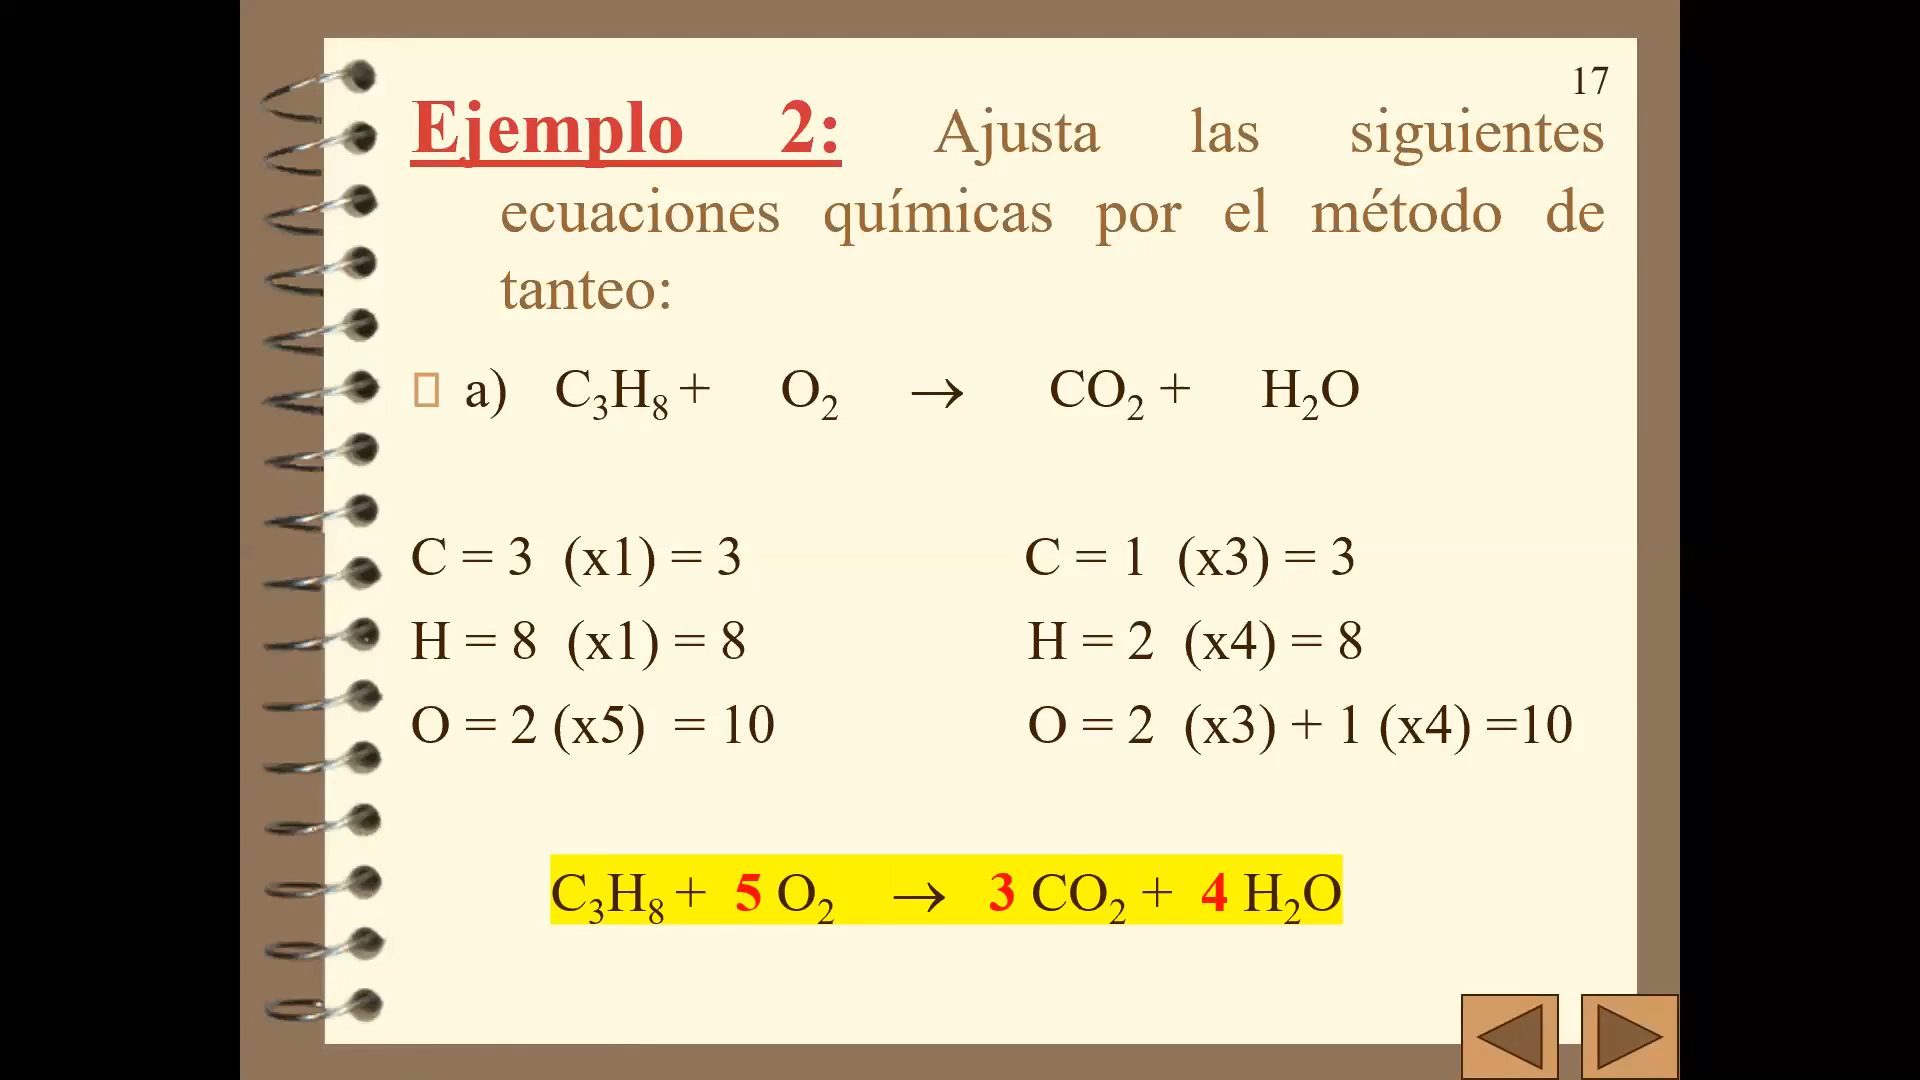 17
Ejemplo 2: Ajusta las siguientes
ecuaciones químicas por el método de
tanteo:
a) C₃H₈ + O₂ → CO₂ + H₂O
C = 3 (x1) = 3 C = 1 (x3) = 3
H = 8 (x1) = 8 H = 2 (x4) = 8
O = 2 (x5) = 10 O = 2 (x3) + 1 (x4) =10
C₃H₈ + 5 O₂ → 3 CO₂ + 4 H₂O